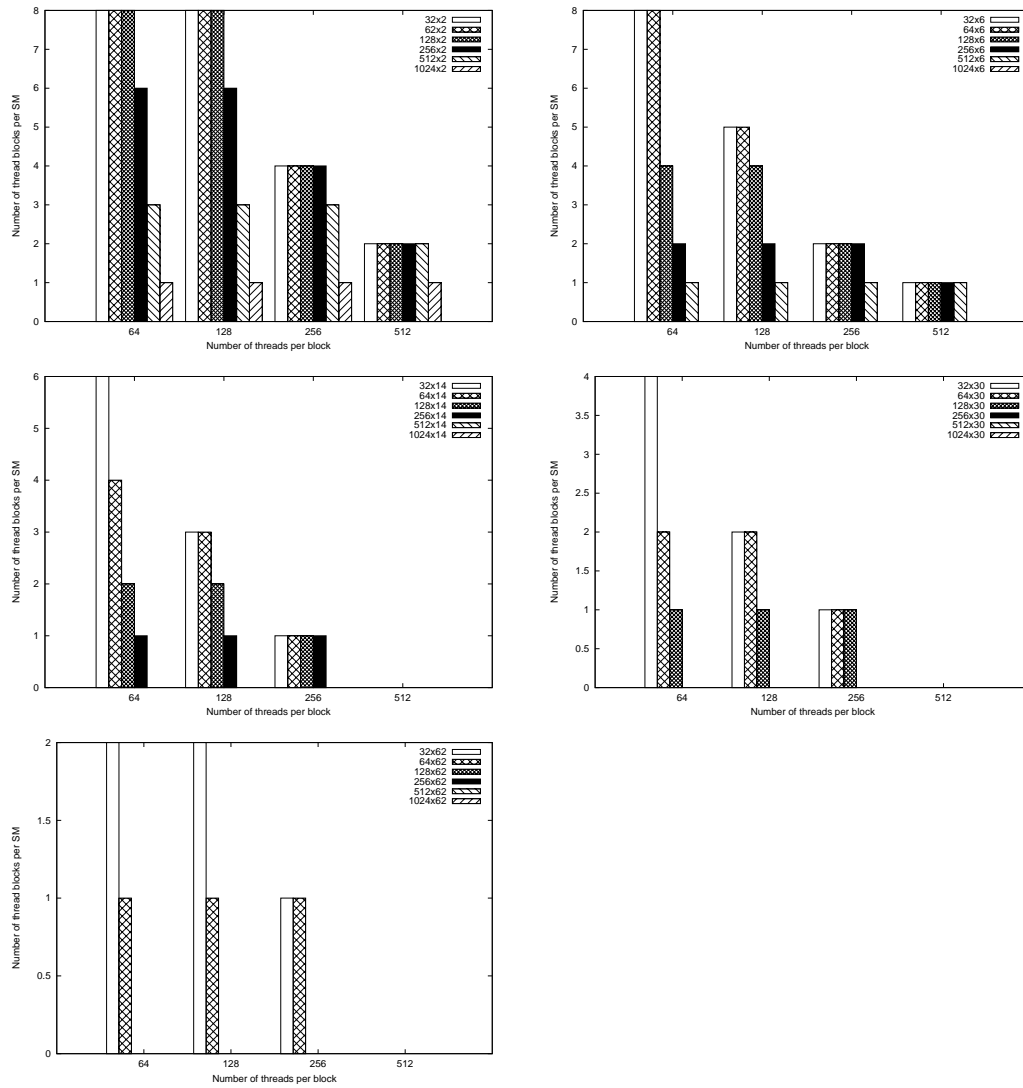 Number of thread blocks per SM
8
7
6
5
4
3
2
1
0
32x2
62x2
128x2
256x2
512x2
1024x2
64 128 256 512
Number of threads per block
Number of thread blocks per SM
8
7
6
5
4
3
2
1
0
32x6
64x6
128x6
256x6
512x6
1024x6
64 128 256 512
Number of threads per block
Number of thread blocks per SM
6
5
4
3
2
1
0
32x14
64x14
128x14
256x14
512x14
1024x14
64 128 256 512
Number of threads per block
Number of thread blocks per SM
4
3.5
3
2.5
2
1.5
1
0.5
0
32x30
64x30
128x30
256x30
512x30
1024x30
64 128 256 512
Number of threads per block
Number of thread blocks per SM
2
1.5
1
0.5
0
32x62
64x62
128x62
256x62
512x62
1024x62
64 128 256 512
Number of threads per block